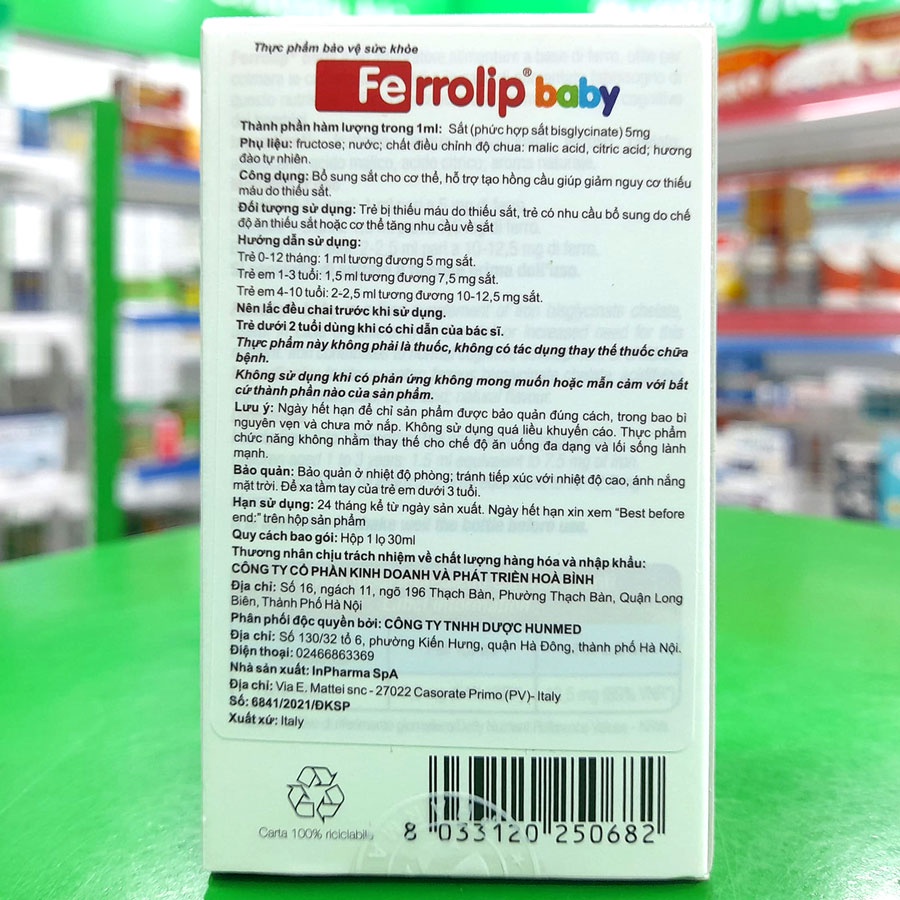 Thực phẩm bảo vệ sức khỏe
Ferrolip® baby
Thành phần hàm lượng trong 1ml: Sắt (phức hợp sắt bisglycinate) 5mg
Phụ liệu: fructose; nước; chất điều chỉnh độ chua: malic acid, citric acid; hương
đào tự nhiên.
Công dụng: Bổ sung sắt cho cơ thể, hỗ trợ tạo hồng cầu giúp giảm nguy cơ thiếu
máu do thiếu sắt.
Đối tượng sử dụng: Trẻ bị thiếu máu do thiếu sắt, trẻ có nhu cầu bổ sung do chế
độ ăn thiếu sắt hoặc cơ thể tăng nhu cầu về sắt
Hướng dẫn sử dụng:
Trẻ 0-12 tháng: 1 ml tương đương 5 mg sắt.
Trẻ em 1-3 tuổi: 1,5 ml tương đương 7,5 mg sắt.
Trẻ em 4-10 tuổi: 2-2,5 ml tương đương 10-12,5 mg sắt.
Nên lắc đều chai trước khi sử dụng.
Trẻ dưới 2 tuổi dùng khi có chỉ dẫn của bác sĩ.
Thực phẩm này không phải là thuốc, không có tác dụng thay thế thuốc chữa
bệnh.
Không sử dụng khi có phản ứng không mong muốn hoặc mẫn cảm với bất
cứ thành phần nào của sản phẩm.
Lưu ý: Ngày hết hạn để chỉ sản phẩm được bảo quản đúng cách, trong bao bì
nguyên vẹn và chưa mở nắp. Không sử dụng quá liều khuyến cáo. Thực phẩm
chức năng không nhằm thay thế cho chế độ ăn uống đa dạng và lối sống lành
mạnh.
Bảo quản: Bảo quản ở nhiệt độ phòng; tránh tiếp xúc với nhiệt độ cao, ánh nắng
mặt trời. Để xa tầm tay của trẻ em dưới 3 tuổi.
Hạn sử dụng: 24 tháng kể từ ngày sản xuất. Ngày hết hạn xin xem “Best before
end:” trên hộp sản phẩm
Quy cách bao gói: Hộp 1 lọ 30ml
Thương nhân chịu trách nhiệm về chất lượng hàng hóa và nhập khẩu:
CÔNG TY CỔ PHẦN KINH DOANH VÀ PHÁT TRIỂN HOÀ BÌNH
Địa chỉ: Số 16, ngách 11, ngõ 196 Thạch Bàn, Phường Thạch Bàn, Quận Long
Biên, Thành Phố Hà Nội
Phân phối độc quyền bởi: CÔNG TY TNHH DƯỢC HUNMED
Địa chỉ: Số 130/32 tổ 6, phường Kiến Hưng, quận Hà Đông, thành phố Hà Nội.
Điện thoại: 02466863369
Nhà sản xuất: InPharma SpA
Địa chỉ: Via E. Mattei snc - 27022 Casorate Primo (PV)- Italy
Số: 6841/2021/ĐKSP
Xuất xứ: Italy
Carta 100% riciclabile
8 033120 250682